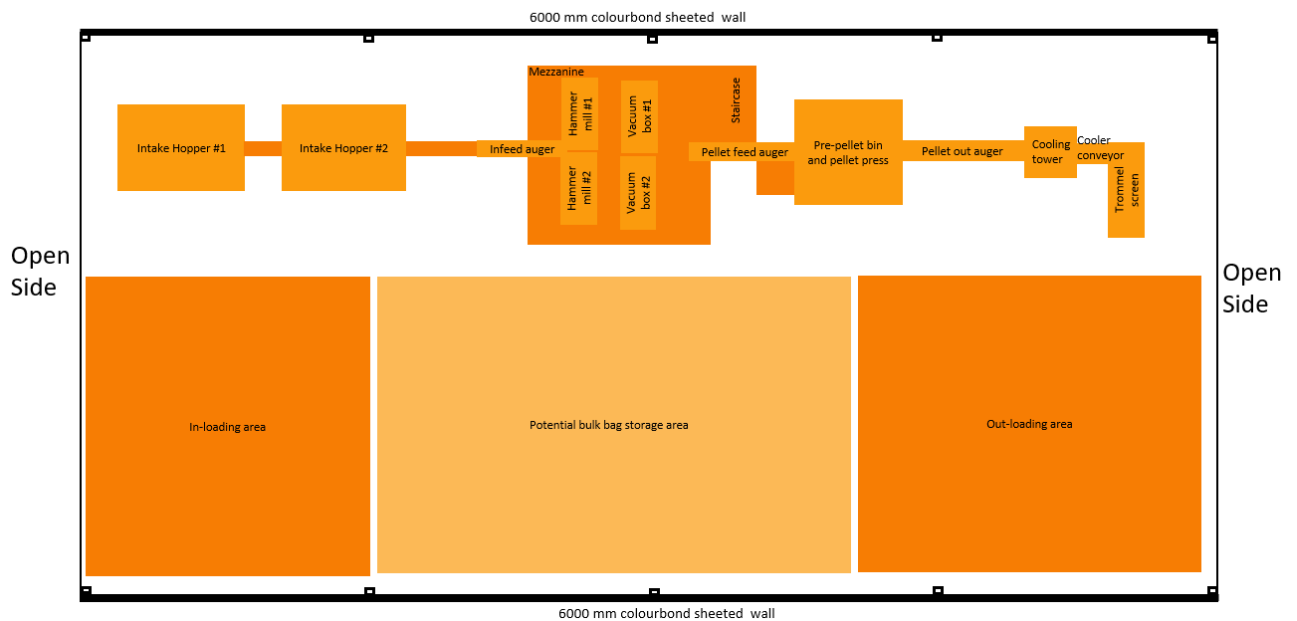 6000 mm colourbond sheeted  wall
Mezzanine
Hammer
mill #1
Vacuum
box #1
Staircase
Intake Hopper #1
Intake Hopper #2
Infeed auger
Hammer
mill #2
Vacuum
box #2
Pellet feed auger
Pre-pellet bin
and pellet press
Pellet out auger
Cooling
tower
Cooler
conveyor
Trommel
screen
Open
Side
Open
Side
In-loading area
Potential bulk bag storage area
Out-loading area
6000 mm colourbond sheeted  wall